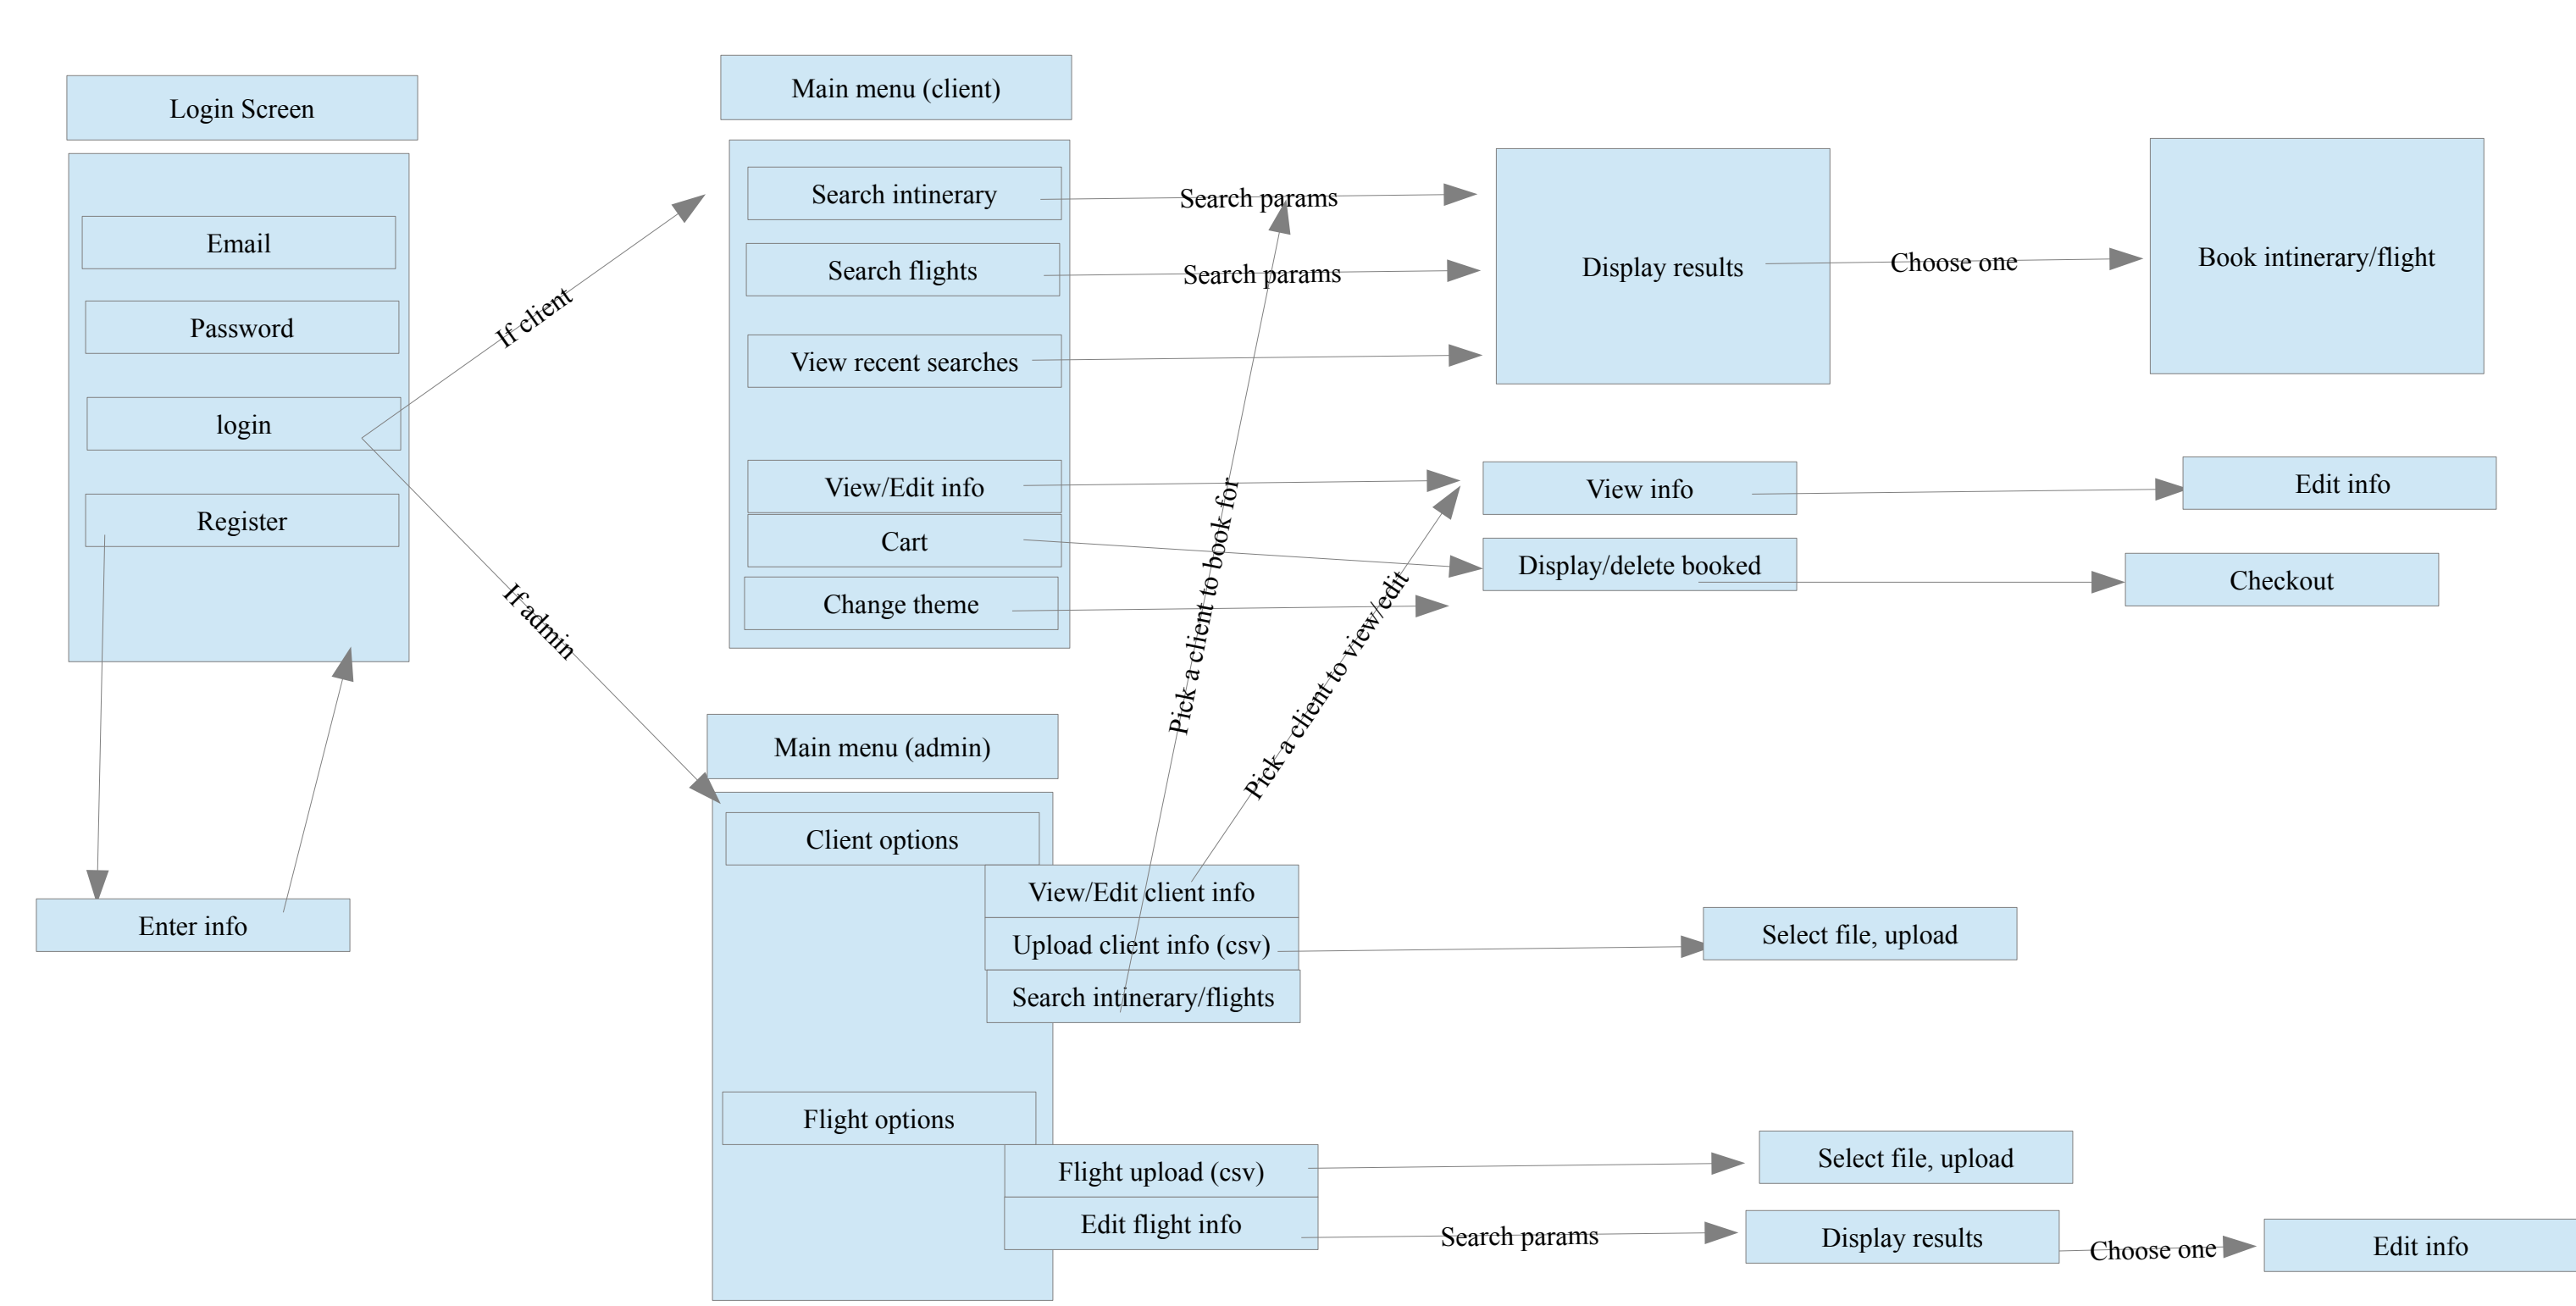 Login Screen
Email
Password
login
Register
Enter info
If client
If admin
Main menu (client)
Search intinerary
Search flights
View recent searches
View/Edit info
Cart
Change theme
Search params
Search params
Display results
Choose one
Book intinerary/flight
View info
Edit info
Display/delete booked
Checkout
Pick a client to book for
Pick a client to view/edit
Main menu (admin)
Client options
View/Edit client info
Upload client info (csv)
Search intinerary/flights
Select file, upload
Flight options
Flight upload (csv)
Edit flight info
Select file, upload
Search params
Display results
Choose one
Edit info